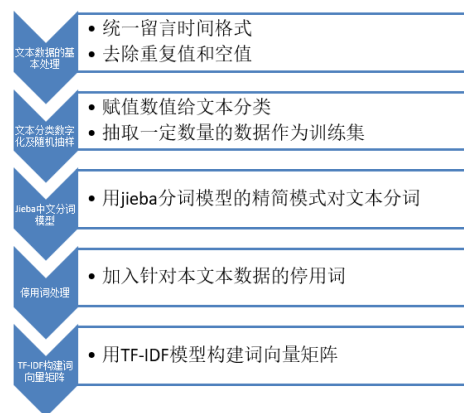 文本数据的基
本处理
• 统一留言时间格式
• 去除重复值和空值
文本分类数字
化及随机抽样
• 赋值数值给文本分类
• 抽取一定数量的数据作为训练集
Jieba中文分词
模型
• 用jieba分词模型的精简模式对文本分词
停用词处理
• 加入针对本文本数据的停用词
TF-IDF构建词
向量矩阵
• 用TF-IDF模型构建词向量矩阵